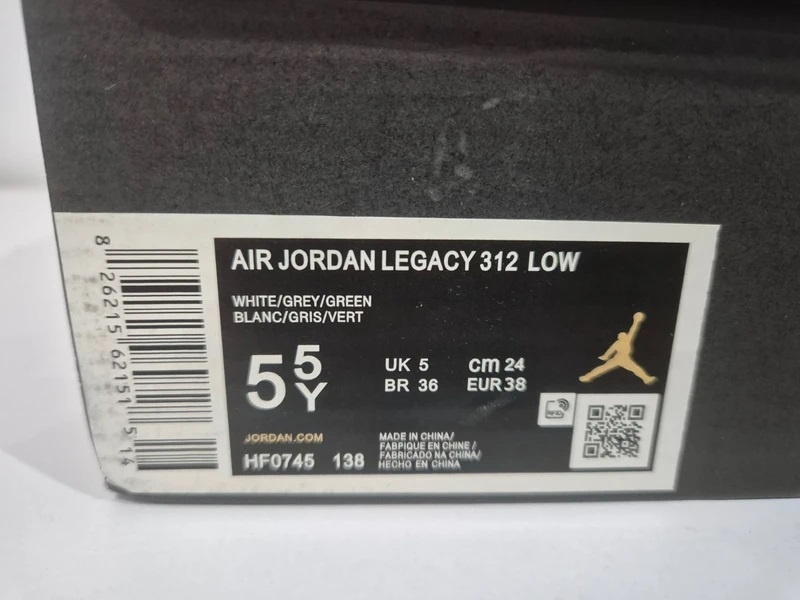 AIR JORDAN LEGACY 312 LOW
WHITE/GREY/GREEN
BLANC/GRIS/VERT
5 5Y
UK 5 cm 24
BR 36 EUR 38
JORDAN.COM
HF0745 138
MADE IN CHINA/
FABRIQUE EN CHINE /
FABRICADO NA CHINA/
HECHO EN CHINA
RFID
8 26215 62151 5 14